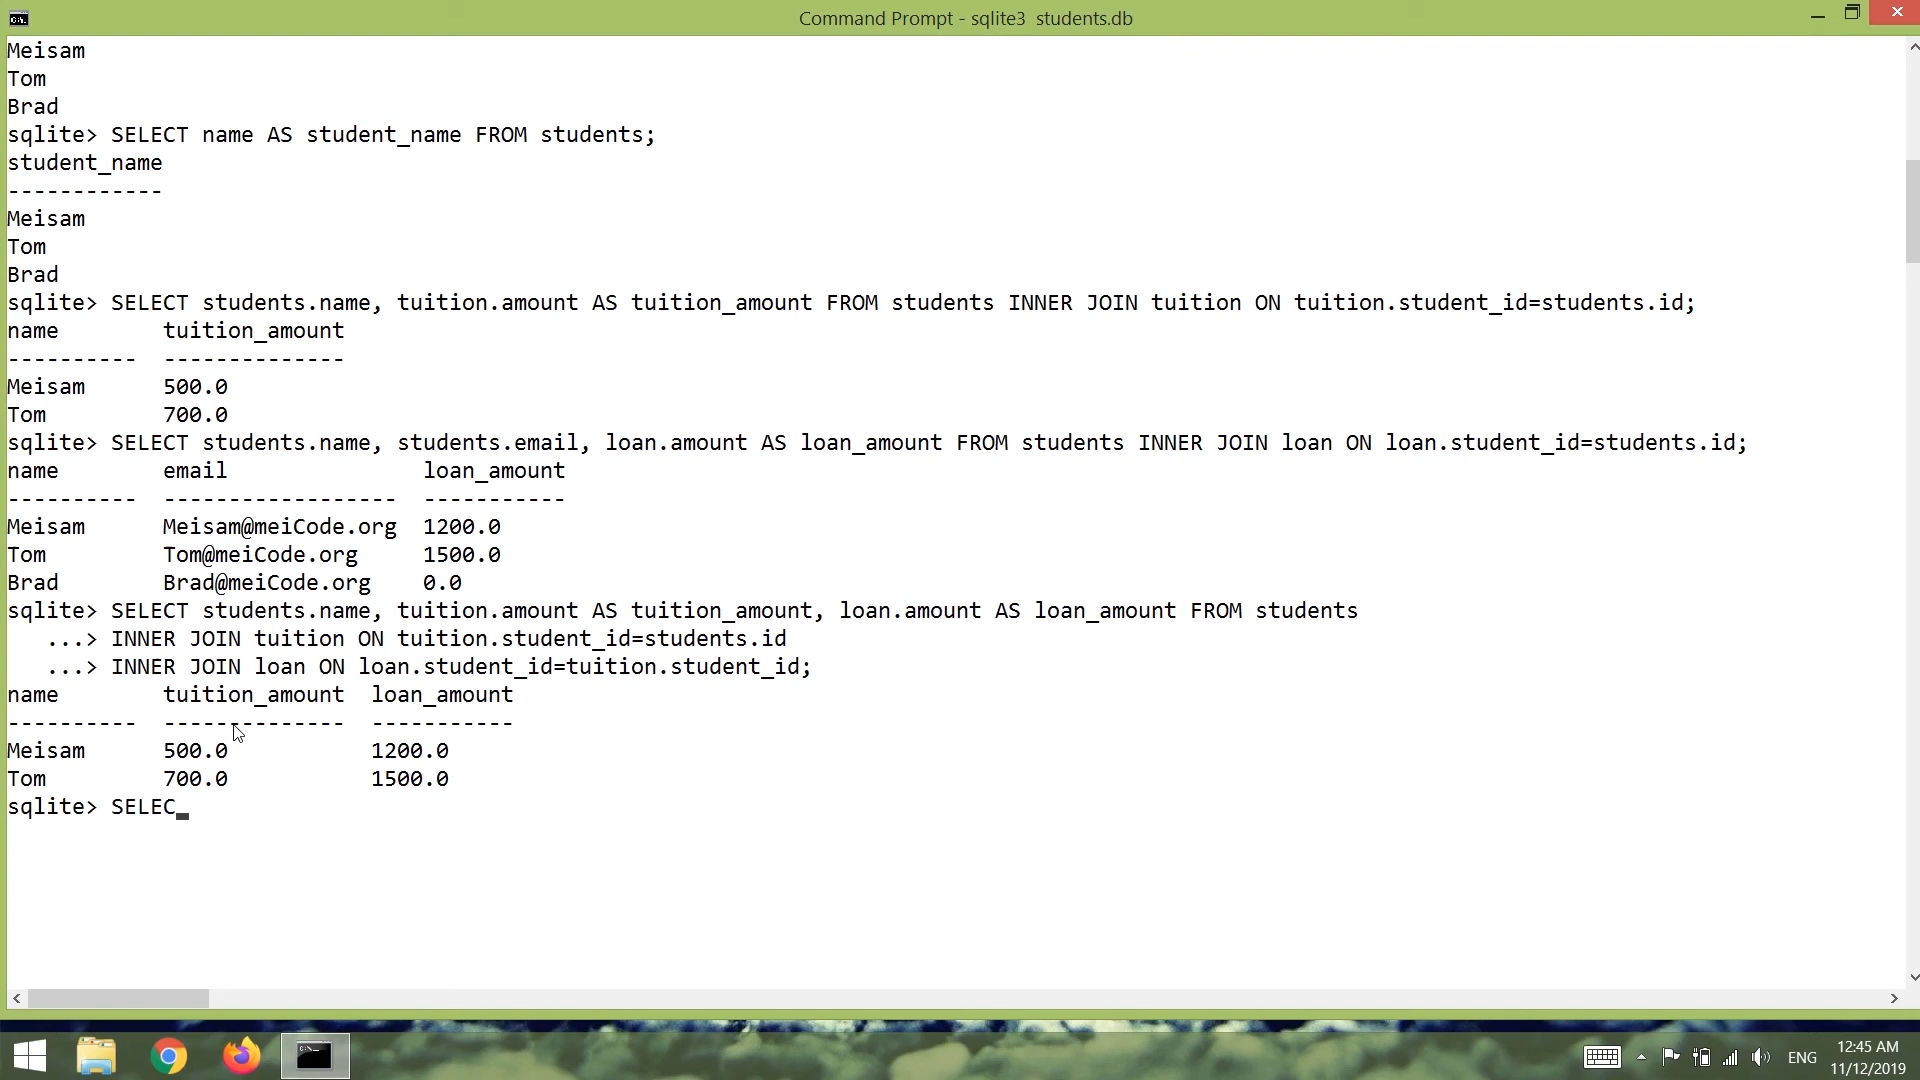 Command Prompt - sqlite3  students.db
Meisam
Tom
Brad
sqlite> SELECT name AS student_name FROM students;
student_name
------------
Meisam
Tom
Brad
sqlite> SELECT students.name, tuition.amount AS tuition_amount FROM students INNER JOIN tuition ON tuition.student_id=students.id;
name        tuition_amount
----------  --------------
Meisam      500.0
Tom         700.0
sqlite> SELECT students.name, students.email, loan.amount AS loan_amount FROM students INNER JOIN loan ON loan.student_id=students.id;
name        email               loan_amount
----------  ------------------  -----------
Meisam      Meisam@meiCode.org  1200.0
Tom         Tom@meiCode.org     1500.0
Brad        Brad@meiCode.org    0.0
sqlite> SELECT students.name, tuition.amount AS tuition_amount, loan.amount AS loan_amount FROM students
   ...> INNER JOIN tuition ON tuition.student_id=students.id
   ...> INNER JOIN loan ON loan.student_id=tuition.student_id;
name        tuition_amount  loan_amount
----------  --------------  -----------
Meisam      500.0           1200.0
Tom         700.0           1500.0
sqlite> SELEC
ENG
12:45 AM
11/12/2019